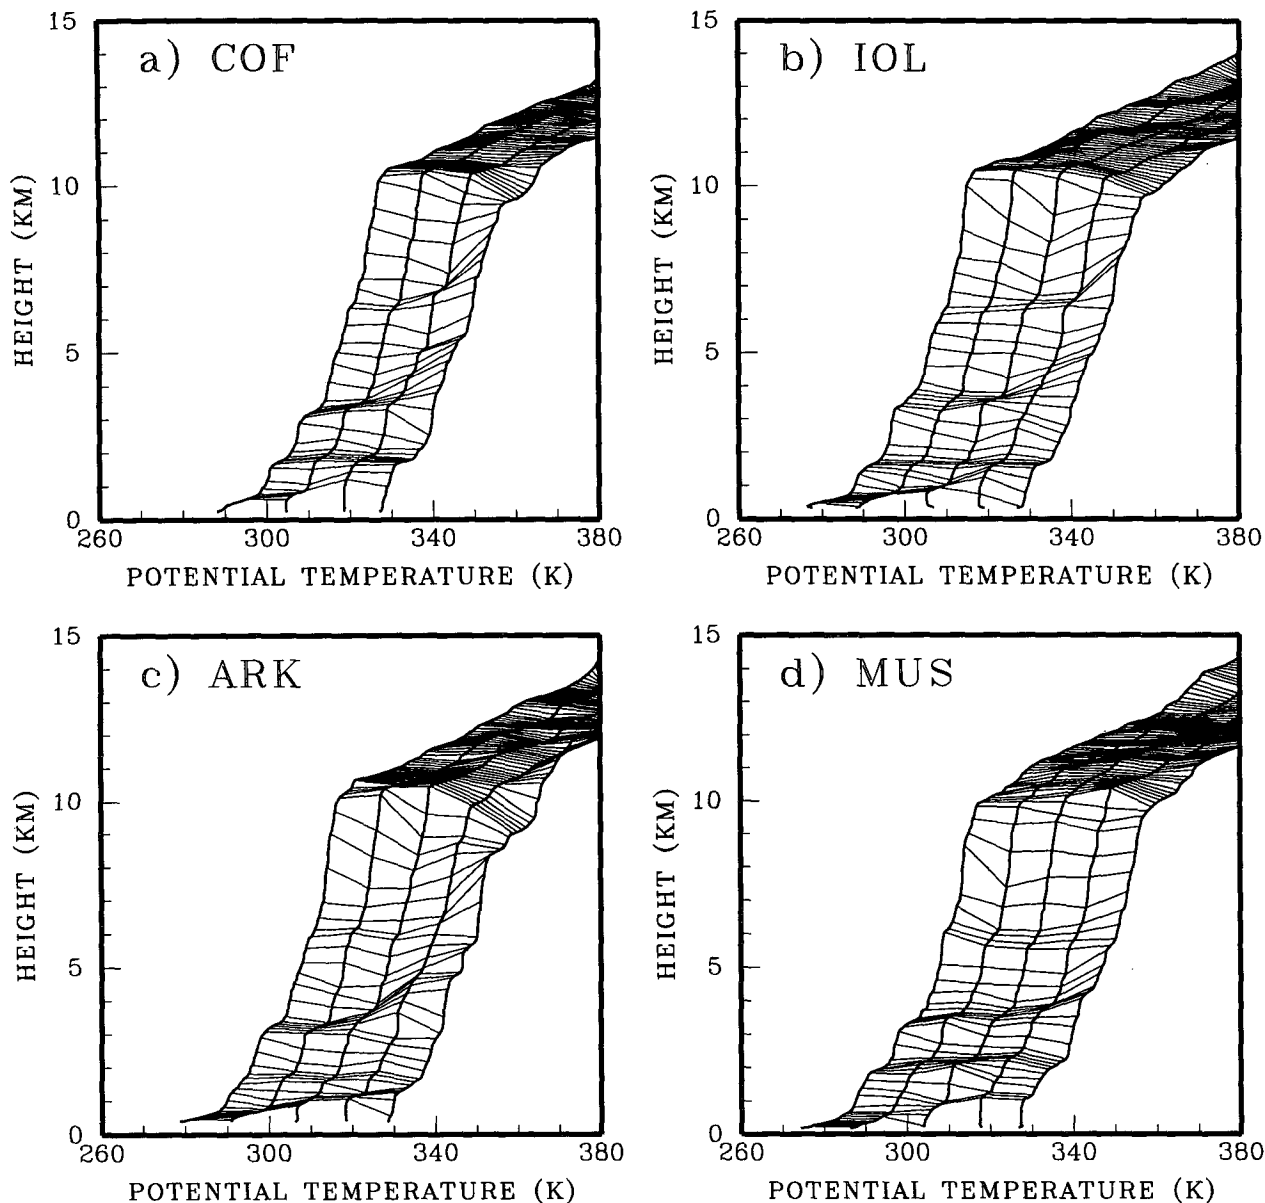 a) COF
15
10
5
0
HEIGHT (KM)
260 300 340 380
POTENTIAL TEMPERATURE (K)
b) IOL
15
10
5
0
HEIGHT (KM)
260 300 340 380
POTENTIAL TEMPERATURE (K)
c) ARK
15
10
5
0
HEIGHT (KM)
260 300 340 380
POTENTIAL TEMPERATURE (K)
d) MUS
15
10
5
0
HEIGHT (KM)
260 300 340 380
POTENTIAL TEMPERATURE (K)